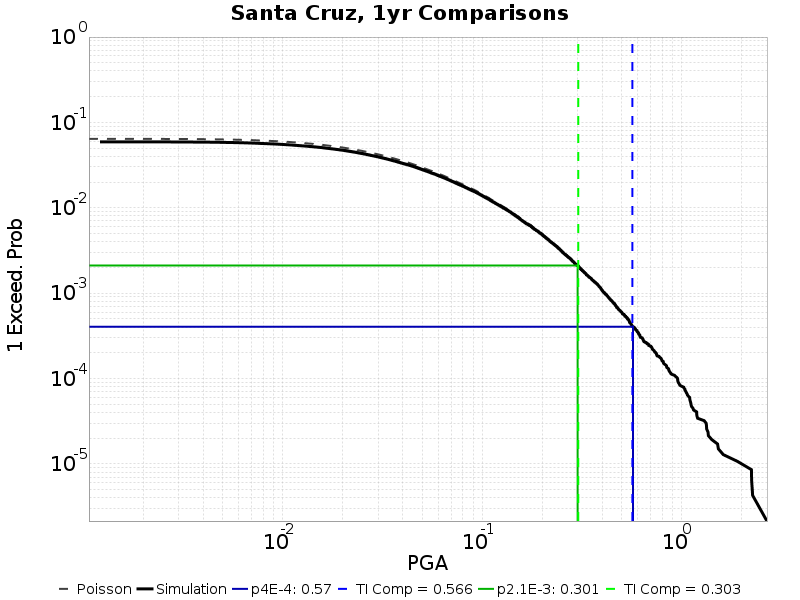 Santa Cruz, 1yr Comparisons
1 Exceed. Prob
10^0
10^-1
10^-2
10^-3
10^-4
10^-5
10^-2 10^-1 10^0
PGA
Poisson Simulation p4E-4: 0.57 TI Comp = 0.566 p2.1E-3: 0.301 TI Comp = 0.303